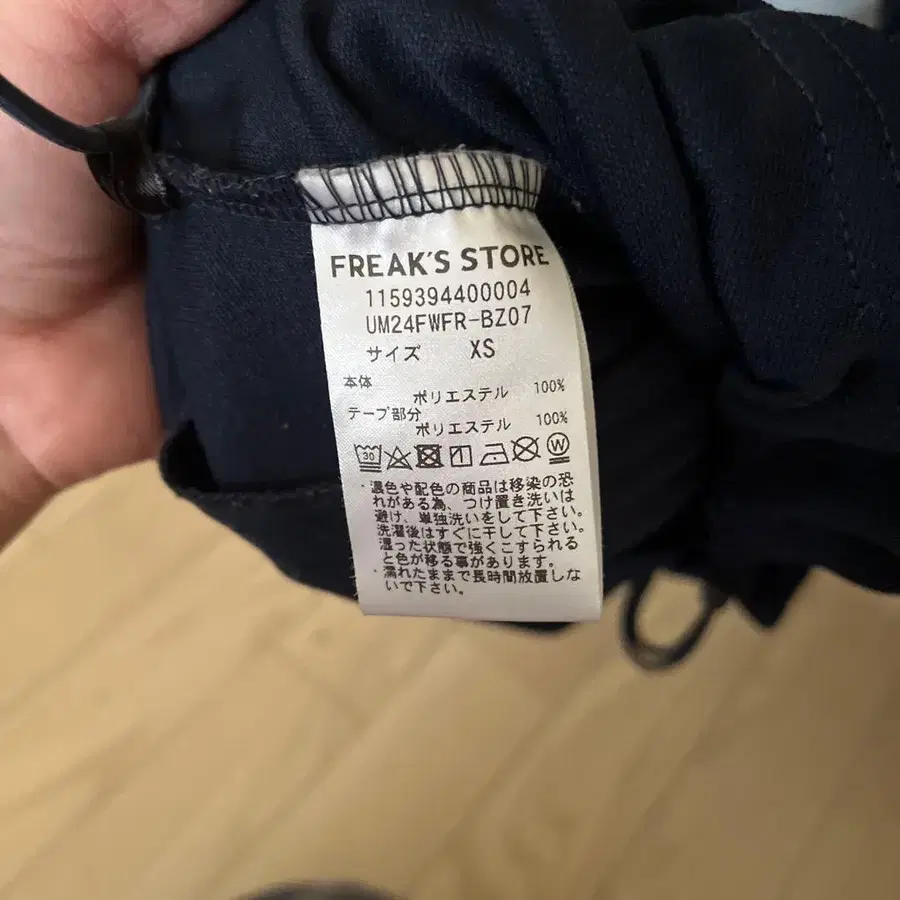 FREAK'S STORE
1159394400004
UM24FWFR-BZ07
サイズ XS
本体
ポリエステル 100%
テープ部分
ポリエステル 100%
30 W
・濃色や配色の商品は移染の恐
れがある為、つけ置き洗いは
避け、単独洗いをして下さい。
洗濯後はすぐに干して下さい。
湿った状態で強くこすられる
と色が移る事があります。
・濡れたままで長時間放置しな
いで下さい。